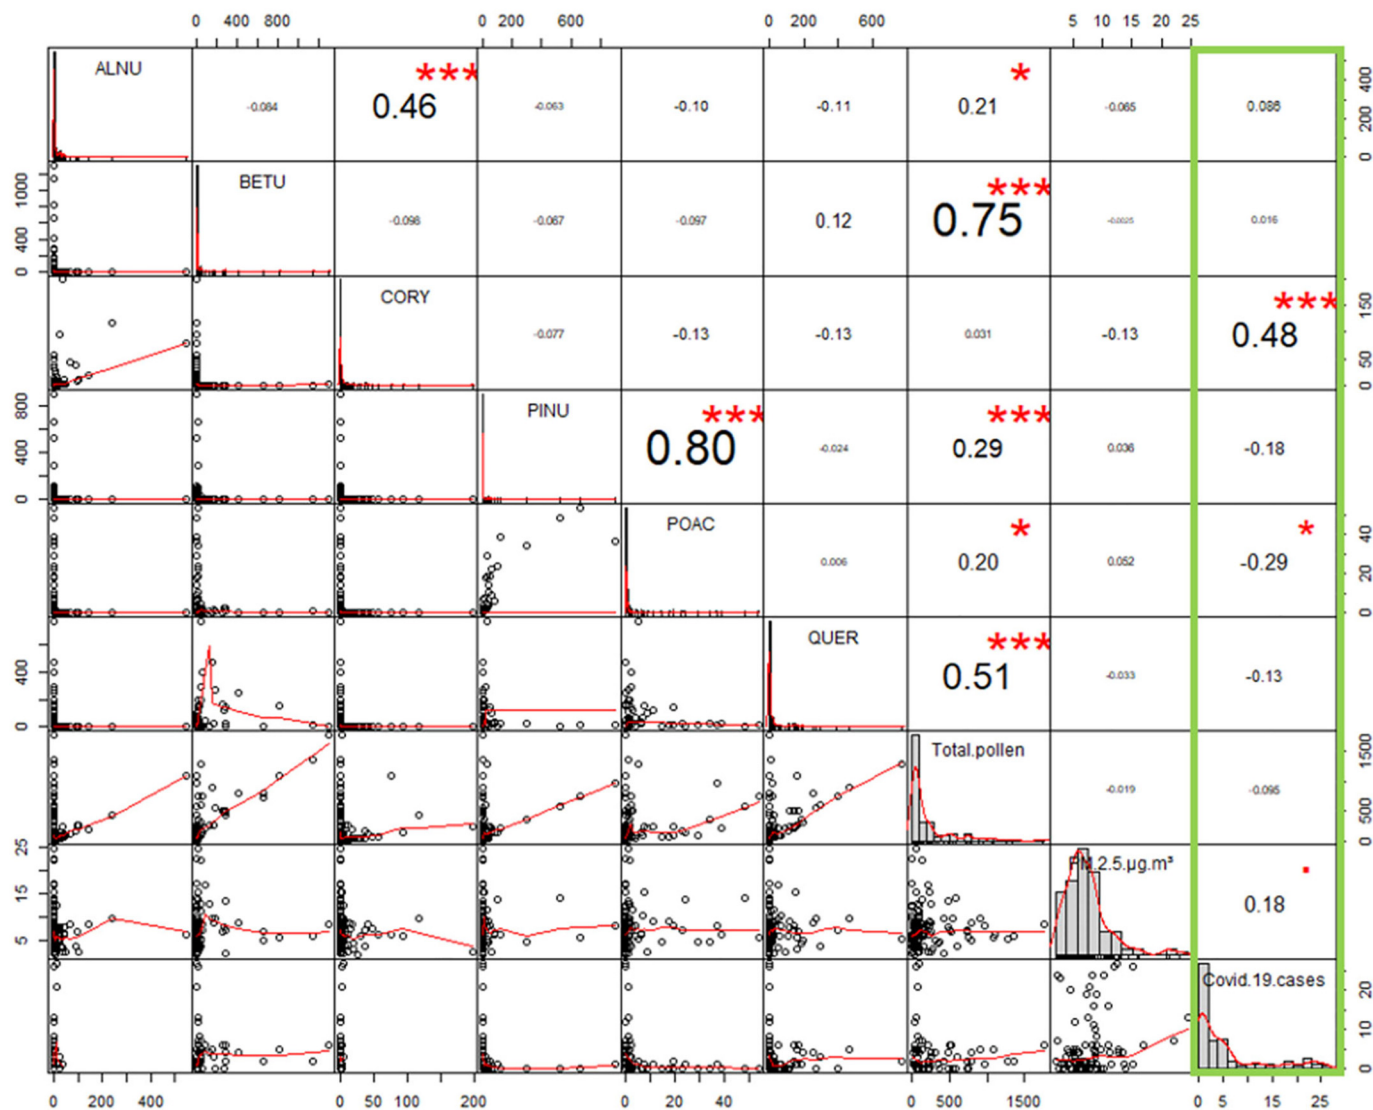 0 400 800 0 200 600 0 200 600 5 10 15 20 25
ALNU -0.084 0.46 *** -0.063 -0.10 -0.11 0.21 * -0.065 0.086 0 200 400
0 400 1000 BETU -0.098 -0.067 -0.097 0.12 0.75 *** 0.016
CORY -0.077 -0.13 -0.13 0.031 -0.13 0.48 *** 0 50 150
0 400 800 PINU 0.80 *** -0.024 0.29 *** 0.036 -0.18
POAC 0.006 0.20 * 0.052 -0.29 * 0 20 40
0 400 QUER 0.51 *** -0.033 -0.13
Total.pollen -0.019 -0.095 0 500 1500
5 15 25 M.2.5.µg.m³ 0.18 .
Covid.19.cases 0 10 20
0 200 400 0 50 100 200 0 20 40 0 500 1500 0 5 15 25